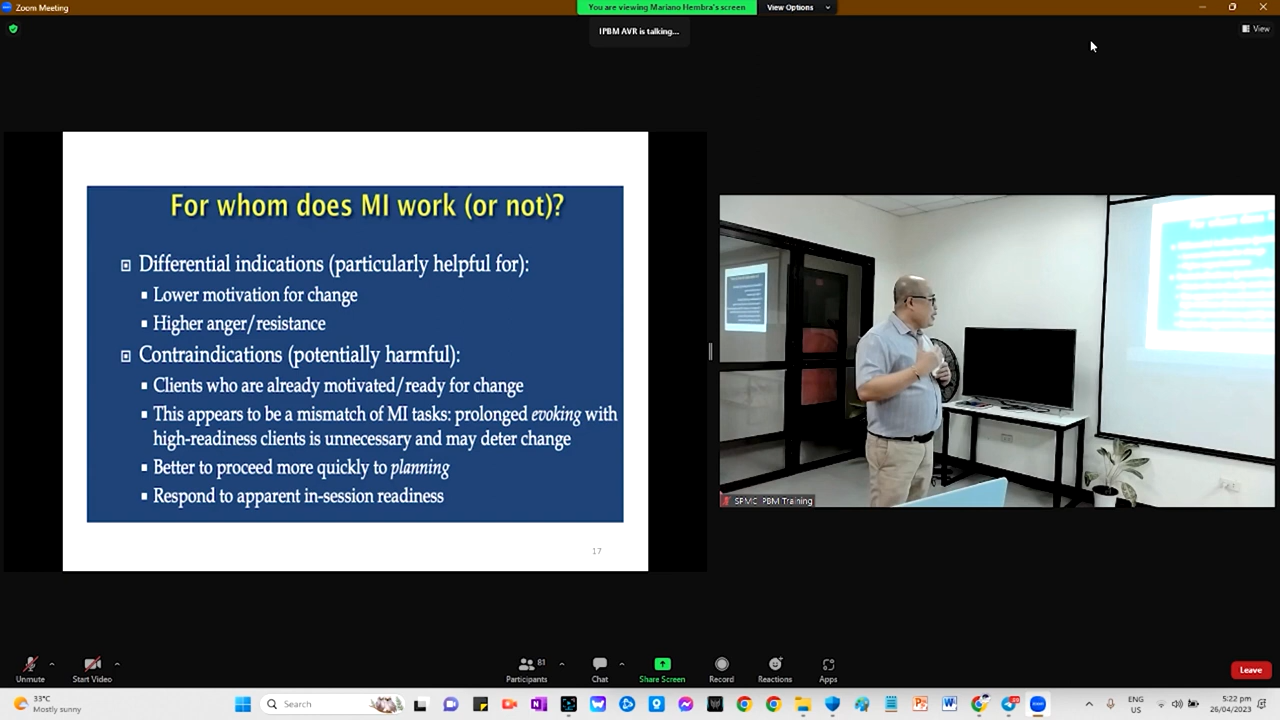 Zoom Meeting
You are viewing Mariano Hembra's screen
View Options
IPBM AVR is talking...
View
For whom does MI work (or not)?
Differential indications (particularly helpful for):
Lower motivation for change
Higher anger/resistance
Contraindications (potentially harmful):
Clients who are already motivated/ready for change
This appears to be a mismatch of MI tasks: prolonged evoking with
high-readiness clients is unnecessary and may deter change
Better to proceed more quickly to planning
Respond to apparent in-session readiness
17
SPMC IPBM Training
Unmute
Start Video
81
Participants
Chat
Share Screen
Record
Reactions
Apps
Leave
33°C
Mostly sunny
Search
ENG
US
5:22 pm
26/04/2023